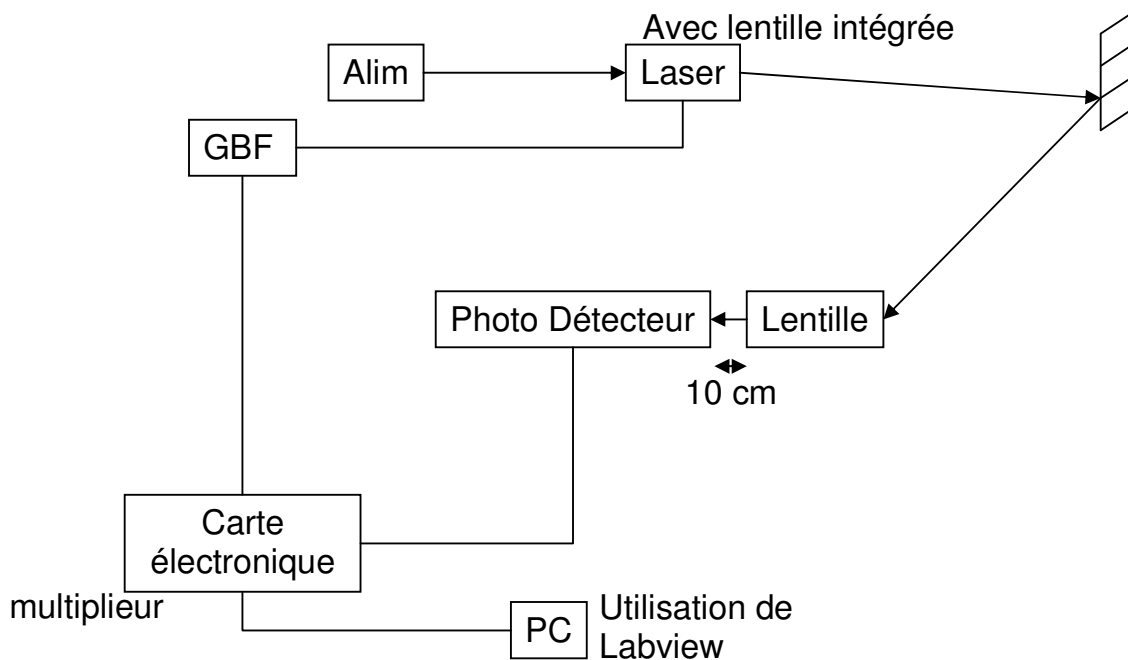 Avec lentille intégrée
Alim
Laser
GBF
Photo Détecteur
Lentille
10 cm
Carte
électronique
multiplieur
PC
Utilisation de
Labview